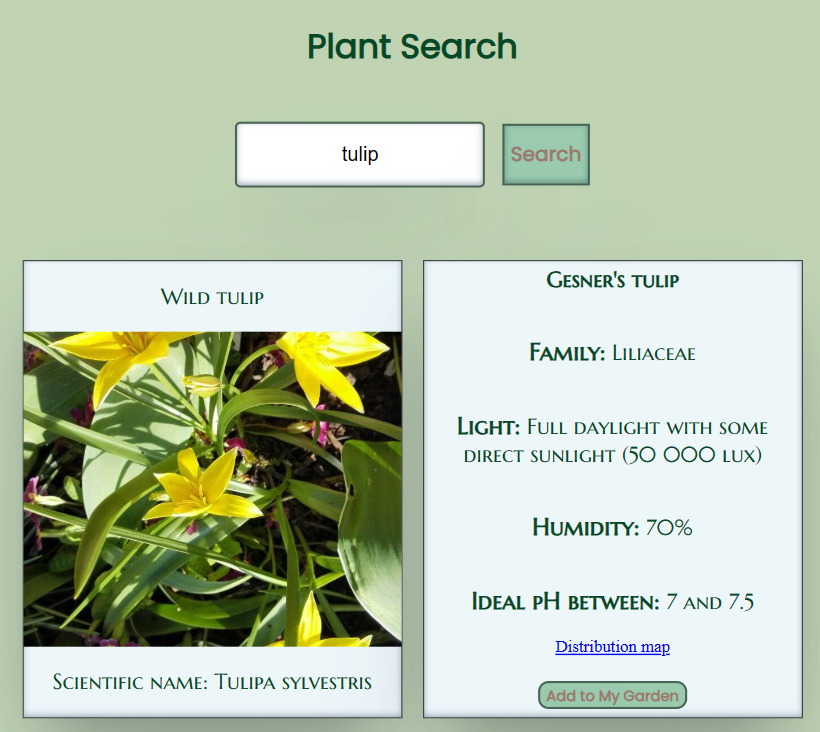 Plant Search
tulip
Search
Wild tulip
Scientific name: Tulipa sylvestris
Gesner's tulip
Family: Liliaceae
Light: Full daylight with some
direct sunlight (50 000 lux)
Humidity: 70%
Ideal pH between: 7 and 7.5
Distribution map
Add to My Garden